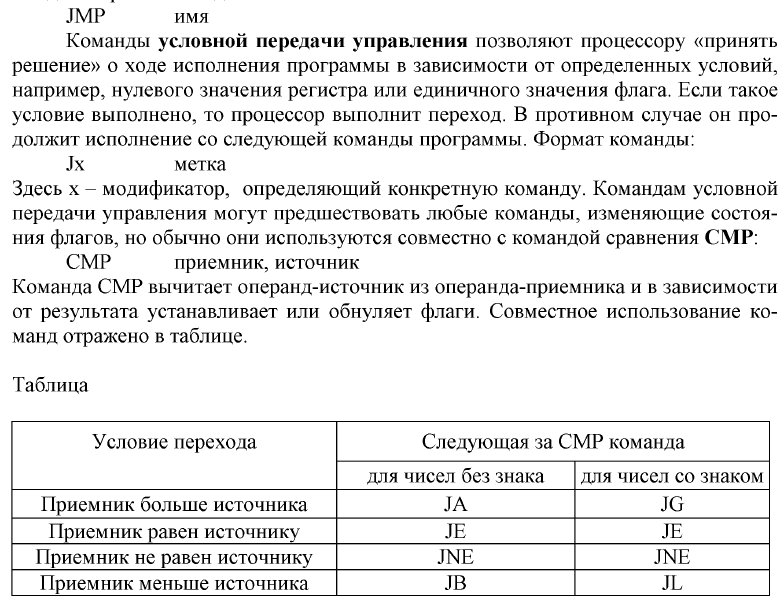 JMP имя
Команды условной передачи управления позволяют процессору «принять
решение» о ходе исполнения программы в зависимости от определенных условий,
например, нулевого значения регистра или единичного значения флага. Если такое
условие выполнено, то процессор выполнит переход. В противном случае он про-
должит исполнение со следующей команды программы. Формат команды:
Jx метка
Здесь x – модификатор, определяющий конкретную команду. Командам условной
передачи управления могут предшествовать любые команды, изменяющие состоя-
ния флагов, но обычно они используются совместно с командой сравнения CMP:
CMP приемник, источник
Команда CMP вычитает операнд-источник из операнда-приемника и в зависимости
от результата устанавливает или обнуляет флаги. Совместное использование ко-
манд отражено в таблице.
Таблица
Условие перехода Следующая за CMP команда
для чисел без знака для чисел со знаком
Приемник больше источника JA JG
Приемник равен источнику JE JE
Приемник не равен источнику JNE JNE
Приемник меньше источника JB JL